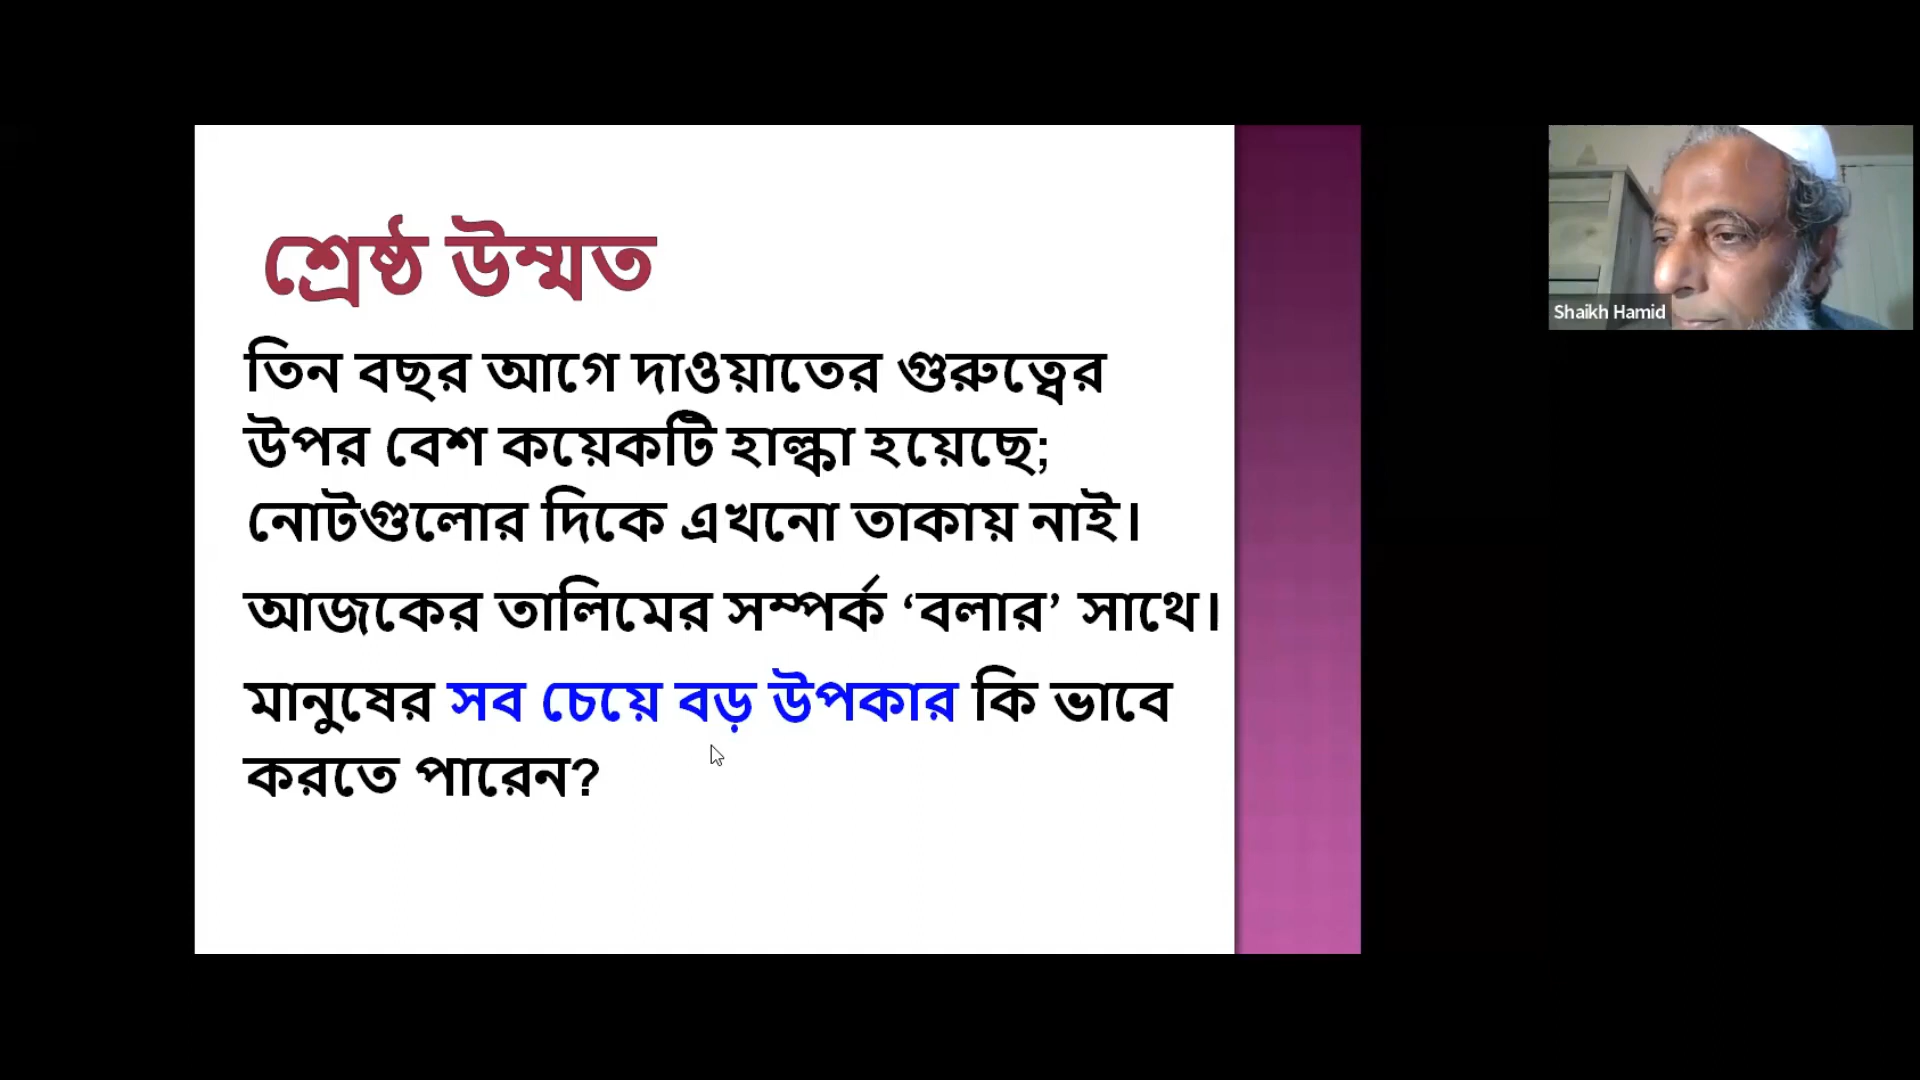 শ্রেষ্ঠ উম্মত
তিন বছর আগে দাওয়াতের গুরুত্বের
উপর বেশ কয়েকটি হাল্কা হয়েছে;
নোটগুলোর দিকে এখনো তাকায় নাই।
আজকের তালিমের সম্পর্ক ‘বলার’ সাথে।
মানুষের সব চেয়ে বড় উপকার কি ভাবে
করতে পারেন?
Shaikh Hamid